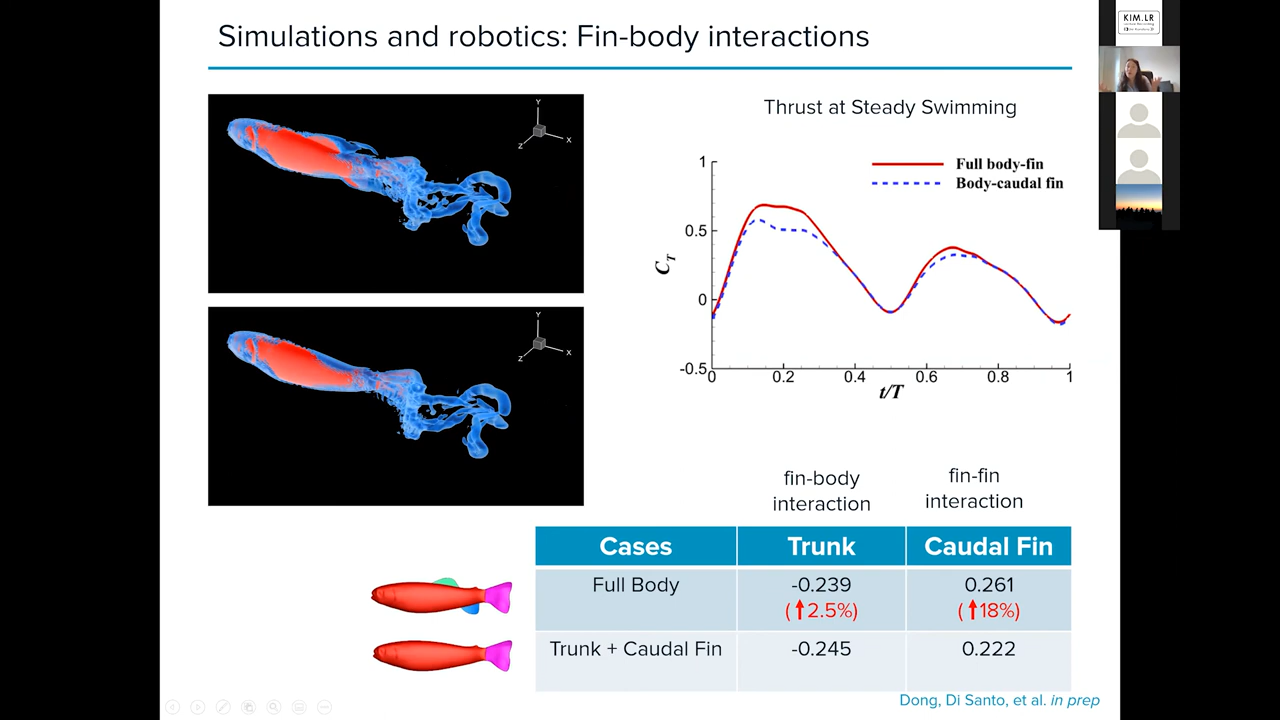 Simulations and robotics: Fin-body interactions
KIM.LR
Y
X
Z
Y
X
Z
Thrust at Steady Swimming
Full body-fin
Body-caudal fin
1
0.5
0
-0.5
C_T
0
0.2
0.4
0.6
0.8
1
t/T
fin-body
interaction
fin-fin
interaction
Cases
Trunk
Caudal Fin
Full Body
-0.239
0.261
(↑2.5%)
(↑18%)
Trunk + Caudal Fin
-0.245
0.222
Dong, Di Santo, et al. in prep